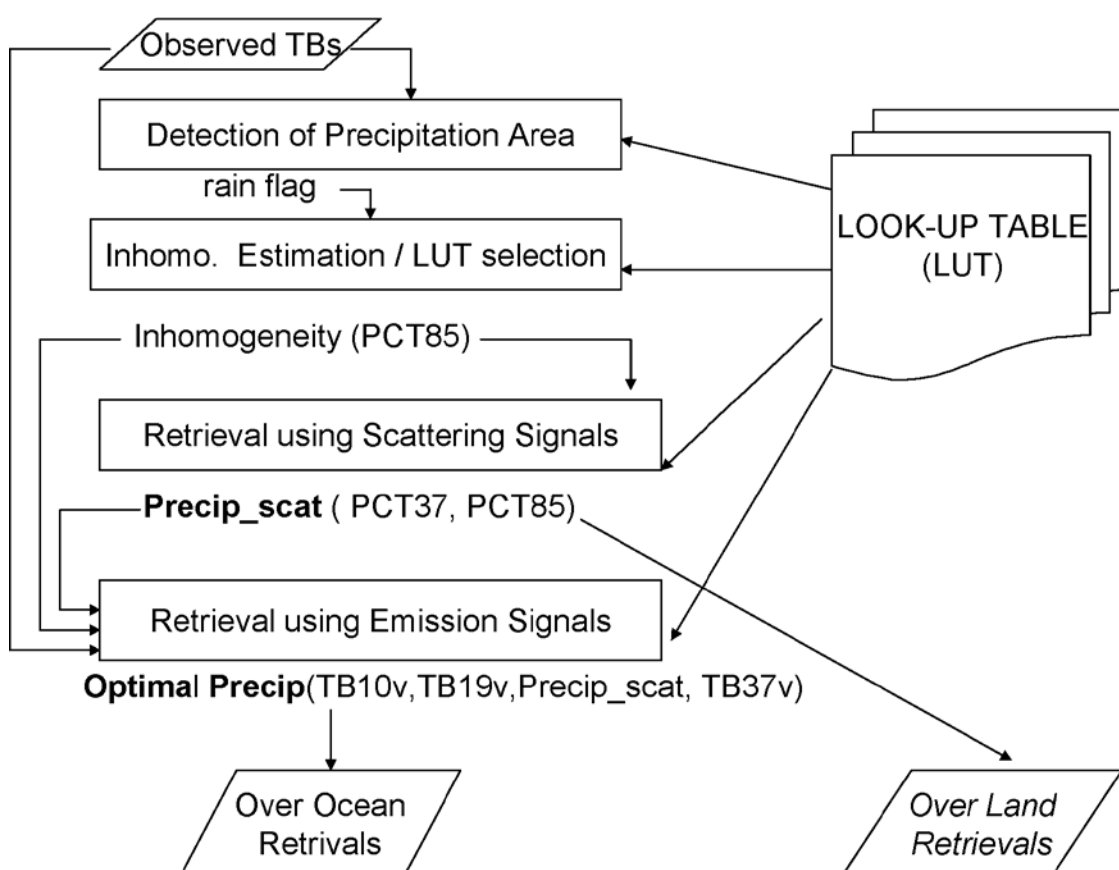 Observed TBs
Detection of Precipitation Area
rain flag
Inhomo. Estimation / LUT selection
LOOK-UP TABLE
(LUT)
Inhomogeneity (PCT85)
Retrieval using Scattering Signals
Precip_scat ( PCT37, PCT85)
Retrieval using Emission Signals
Optimal Precip(TB10v,TB19v,Precip_scat, TB37v)
Over Ocean
Retrivals
Over Land
Retrievals